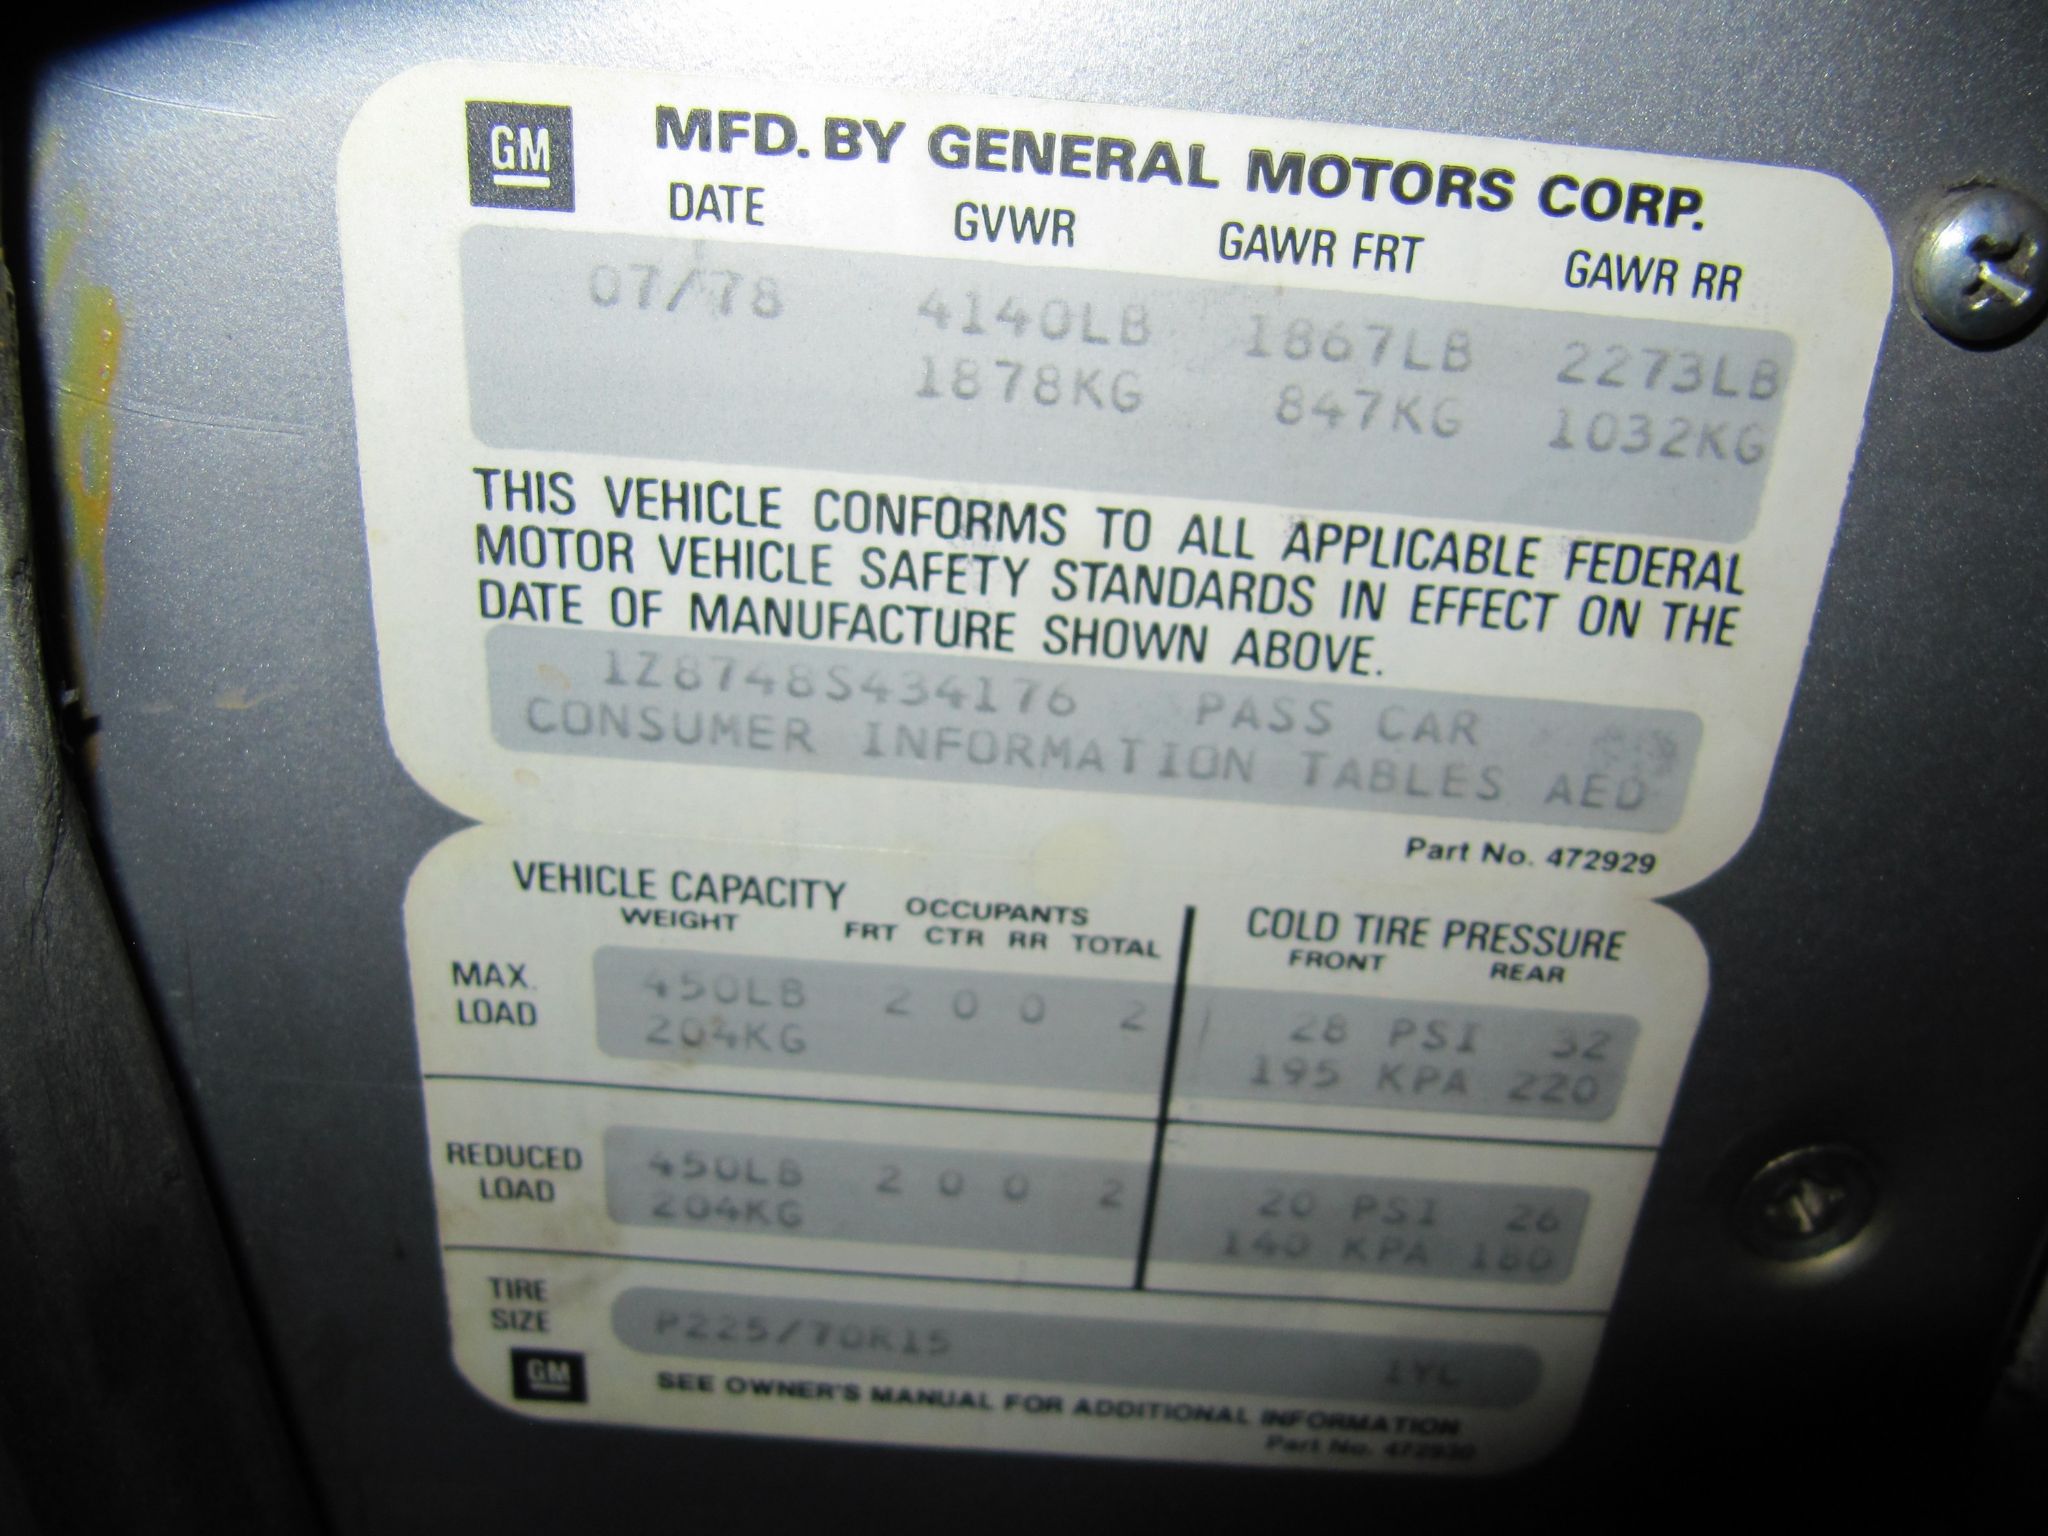 GM MFD. BY GENERAL MOTORS CORP.
DATE GVWR GAWR FRT GAWR RR
07/78 4140LB 1867LB 2273LB
1878KG 847KG 1032KG
THIS VEHICLE CONFORMS TO ALL APPLICABLE FEDERAL
MOTOR VEHICLE SAFETY STANDARDS IN EFFECT ON THE
DATE OF MANUFACTURE SHOWN ABOVE.
1Z8748S434176 PASS CAR
CONSUMER INFORMATION TABLES AED
Part No. 472929
VEHICLE CAPACITY OCCUPANTS COLD TIRE PRESSURE
WEIGHT FRT CTR RR TOTAL FRONT REAR
MAX. LOAD 450LB 2 0 0 2 28 PSI 32
204KG 195 KPA 220
REDUCED LOAD 450LB 2 0 0 2 20 PSI 26
204KG 140 KPA 180
TIRE SIZE P225/70R15 1YL
GM SEE OWNER'S MANUAL FOR ADDITIONAL INFORMATION
Part No. 472930